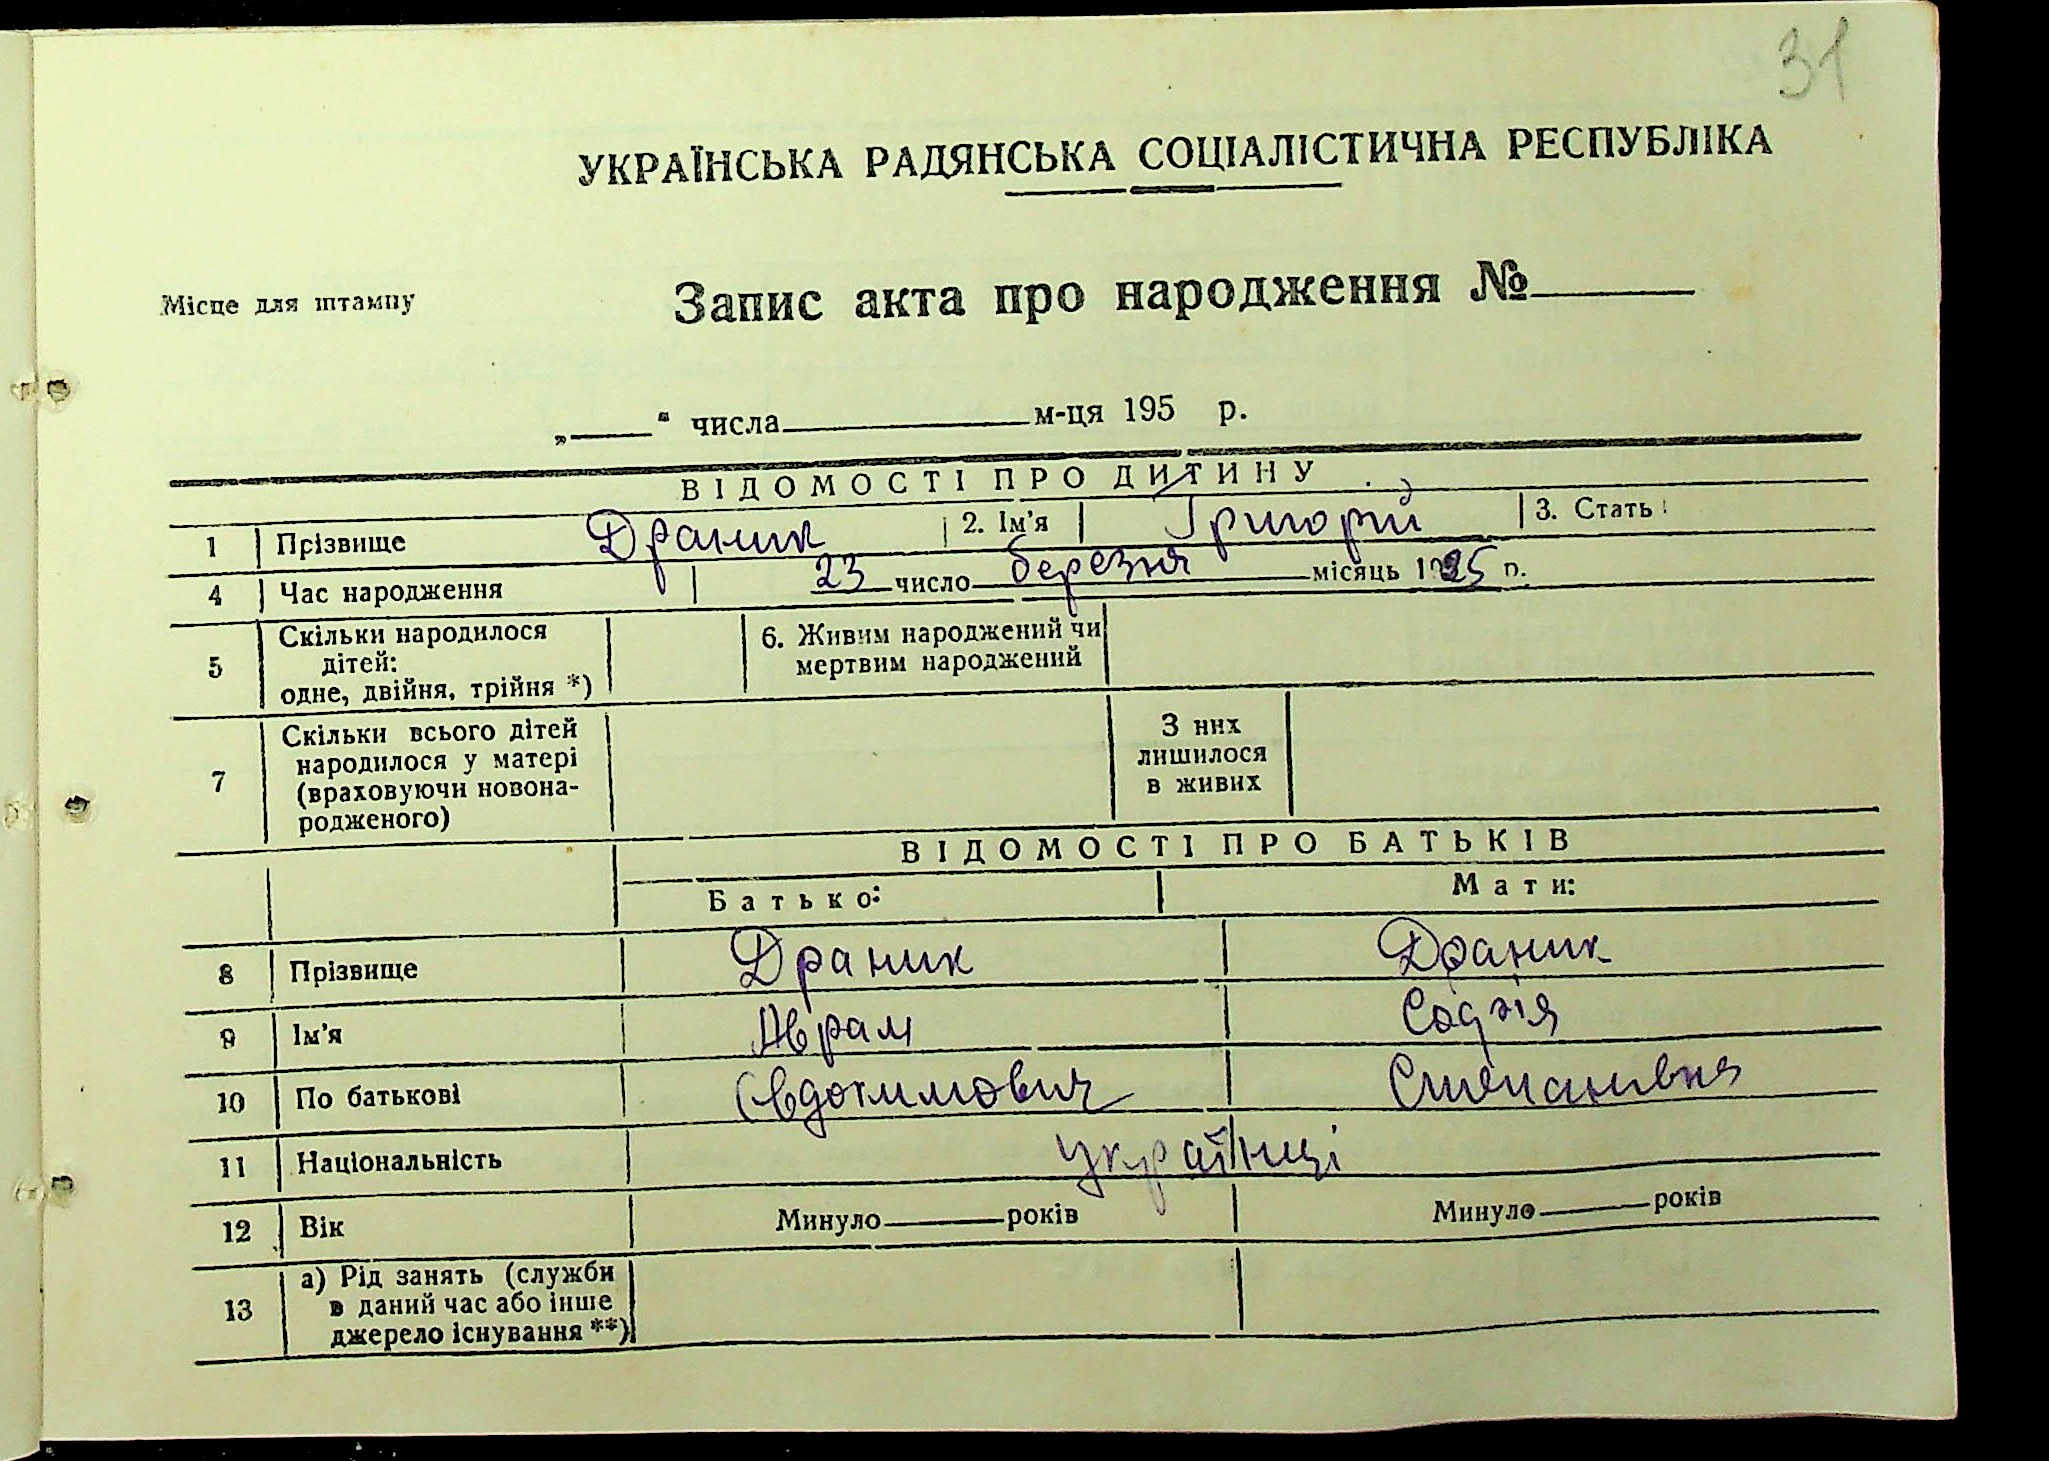 31
УКРАЇНСЬКА РАДЯНСЬКА СОЦІАЛІСТИЧНА РЕСПУБЛІКА
Місце для штампу
Запис акта про народження №
„ “ числа м-ця 195 р.
ВІДОМОСТІ ПРО ДИТИНУ
1 Прізвище Драник 2. Ім'я Григорій 3. Стать
4 Час народження 23 число березня місяць 1925 р.
5 Скільки народилося дітей: одне, двійня, трійня *) 6. Живим народжений чи мертвим народжений
7 Скільки всього дітей народилося у матері (враховуючи новона-родженого) З них лишилося в живих
ВІДОМОСТІ ПРО БАТЬКІВ
Батько: Мати:
8 Прізвище Драник Драник
9 Ім'я Аврам Софія
10 По батькові Євдокимович Степанівна
11 Національність українці
12 Вік Минуло років Минуло років
13 а) Рід занять (служби в даний час або інше джерело існування **)